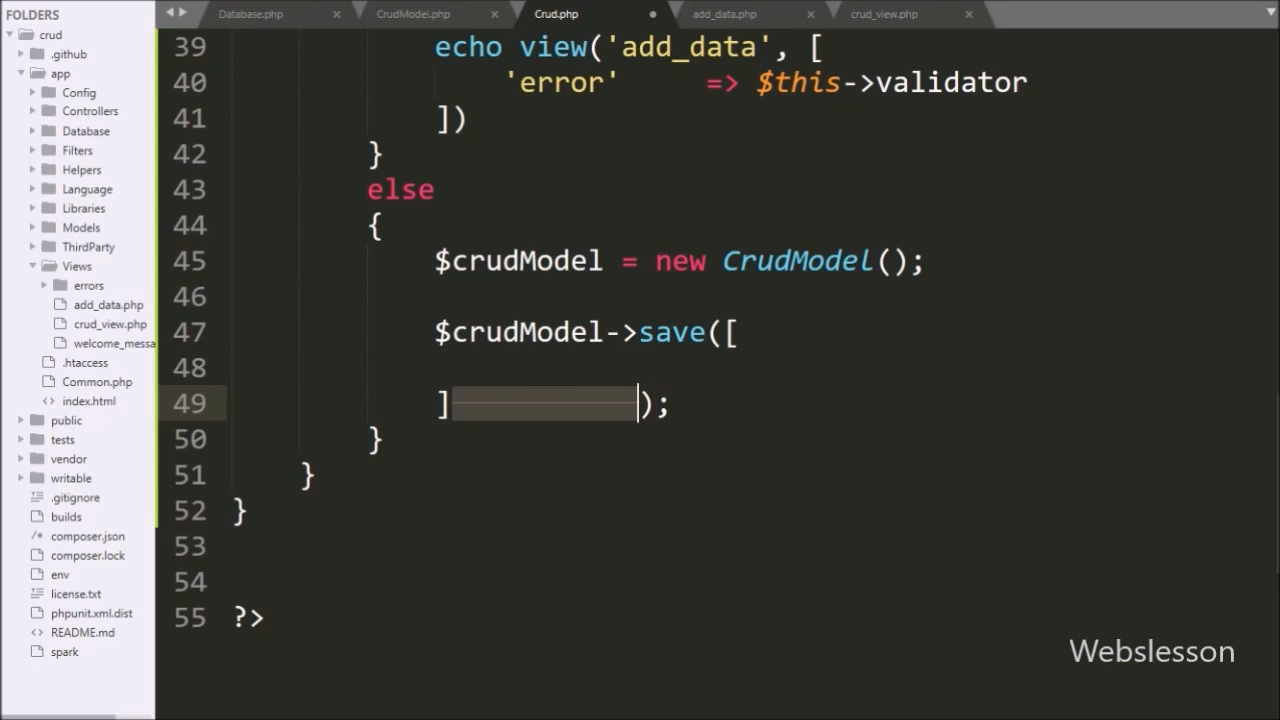 FOLDERS
crud
.github
app
Config
Controllers
Database
Filters
Helpers
Language
Libraries
Models
ThirdParty
Views
errors
add_data.php
crud_view.php
welcome_messa
.htaccess
Common.php
index.html
public
tests
vendor
writable
.gitignore
builds
composer.json
composer.lock
env
license.txt
phpunit.xml.dist
README.md
spark
Database.php × CrudModel.php × Crud.php add_data.php × crud_view.php ×
39 echo view('add_data', [
40 'error' => $this->validator
41 ])
42 }
43 else
44 {
45 $crudModel = new CrudModel();
46
47 $crudModel->save([
48
49 ] );
50 }
51 }
52 }
53
54
55 ?>
Webslesson